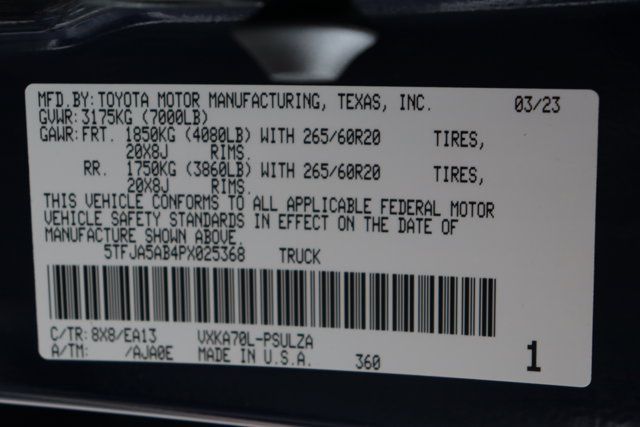 MFD.BY:TOYOTA MOTOR MANUFACTURING, TEXAS, INC. 03/23
GVWR:3175KG (7000LB)
GAWR:FRT. 1850KG (4080LB) WITH 265/60R20 TIRES,
20X8J RIMS.
RR. 1750KG (3860LB) WITH 265/60R20 TIRES,
20X8J RIMS.
THIS VEHICLE CONFORMS TO ALL APPLICABLE FEDERAL MOTOR
VEHICLE SAFETY STANDARDS IN EFFECT ON THE DATE OF
MANUFACTURE SHOWN ABOVE.
5TFJA5AB4PX025368 TRUCK
C/TR:8X8/EA13 VXKA70L-PSULZA
A/TM: /AJA0E MADE IN U.S.A. 360 1